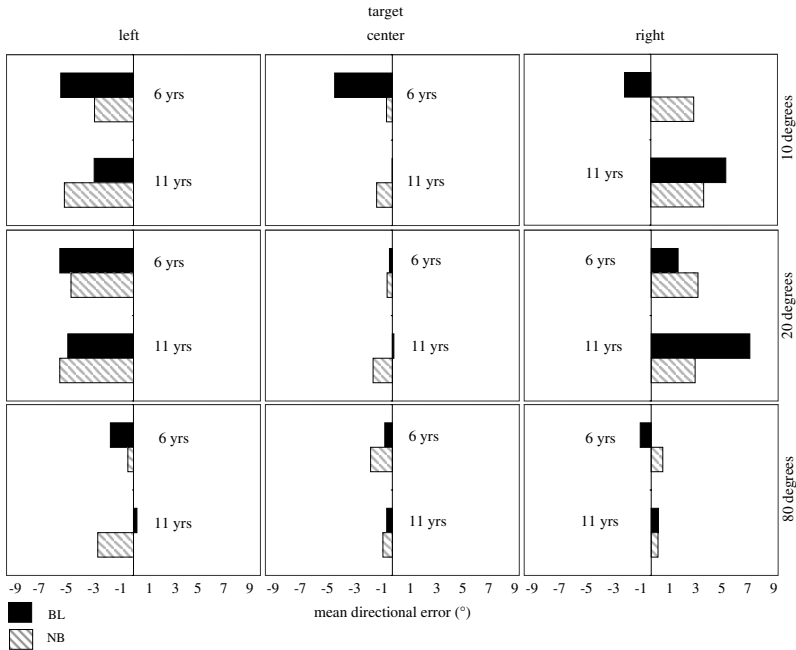 target
left center right
6 yrs 6 yrs
11 yrs 11 yrs 11 yrs
10 degrees
6 yrs 6 yrs 6 yrs
11 yrs 11 yrs 11 yrs
20 degrees
6 yrs 6 yrs 6 yrs
11 yrs 11 yrs 11 yrs
80 degrees
-9 -7 -5 -3 -1 1 3 5 7 9 -9 -7 -5 -3 -1 1 3 5 7 9 -9 -7 -5 -3 -1 1 3 5 7 9
mean directional error (°)
BL
NB